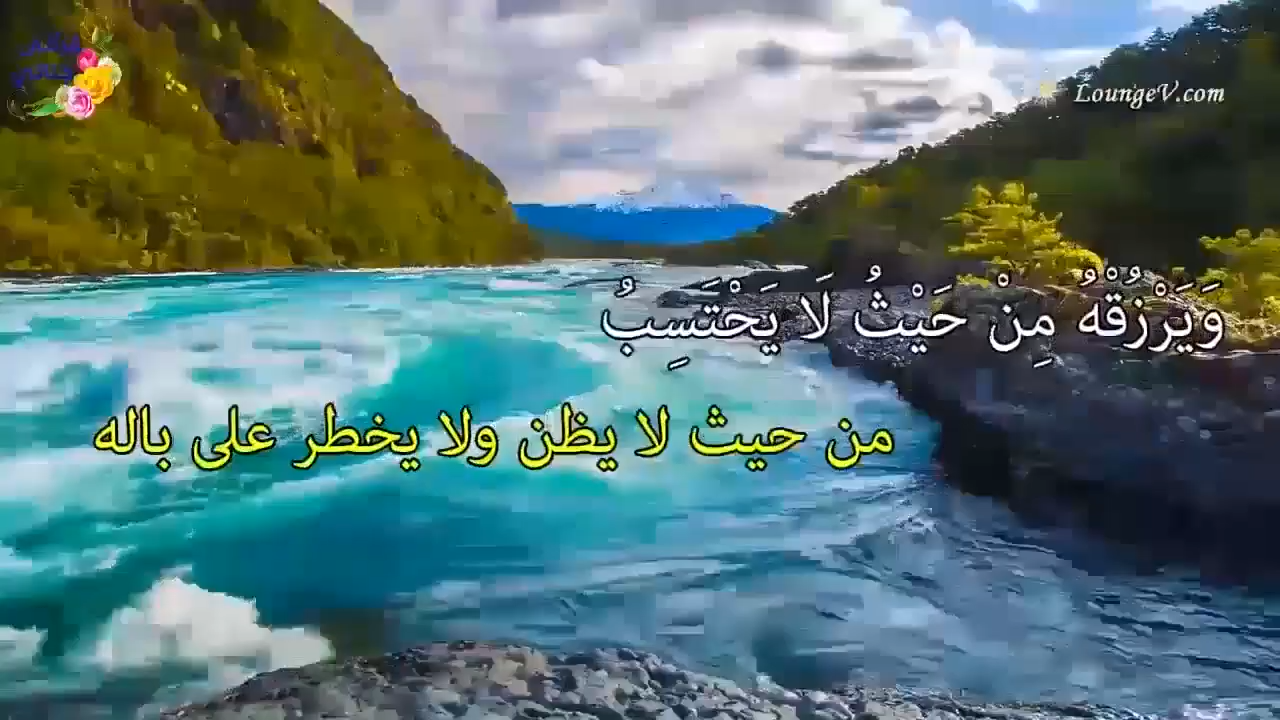 LoungeV.com
وَيَرْزُقْهُ مِنْ حَيْثُ لَا يَحْتَسِبُ
من حيث لا يظن ولا يخطر على باله